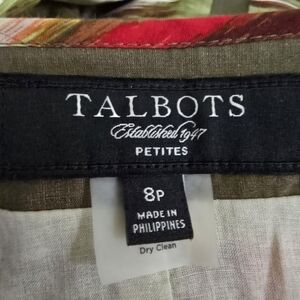 TALBOTS
Established 1947
PETITES
8P
MADE IN
PHILIPPINES
Dry Clean